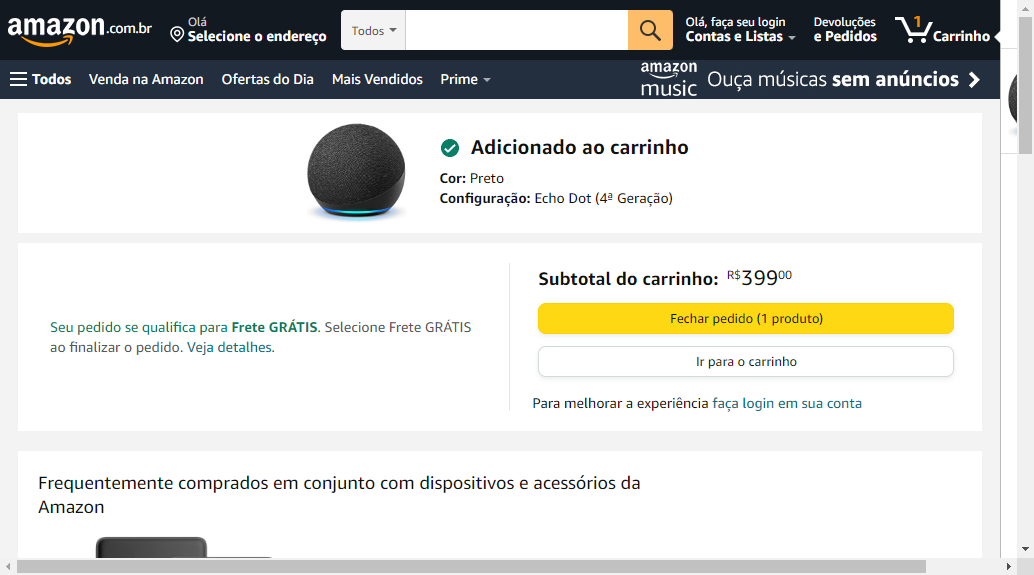 amazon.com.br
Olá
Selecione o endereço
Todos
Olá, faça seu login
Contas e Listas
Devoluções
e Pedidos
1
Carrinho
Todos
Venda na Amazon
Ofertas do Dia
Mais Vendidos
Prime
amazon
music
Ouça músicas sem anúncios
Adicionado ao carrinho
Cor: Preto
Configuração: Echo Dot (4ª Geração)
Seu pedido se qualifica para Frete GRÁTIS. Selecione Frete GRÁTIS
ao finalizar o pedido. Veja detalhes.
Subtotal do carrinho: R$39900
Fechar pedido (1 produto)
Ir para o carrinho
Para melhorar a experiência faça login em sua conta
Frequentemente comprados em conjunto com dispositivos e acessórios da
Amazon